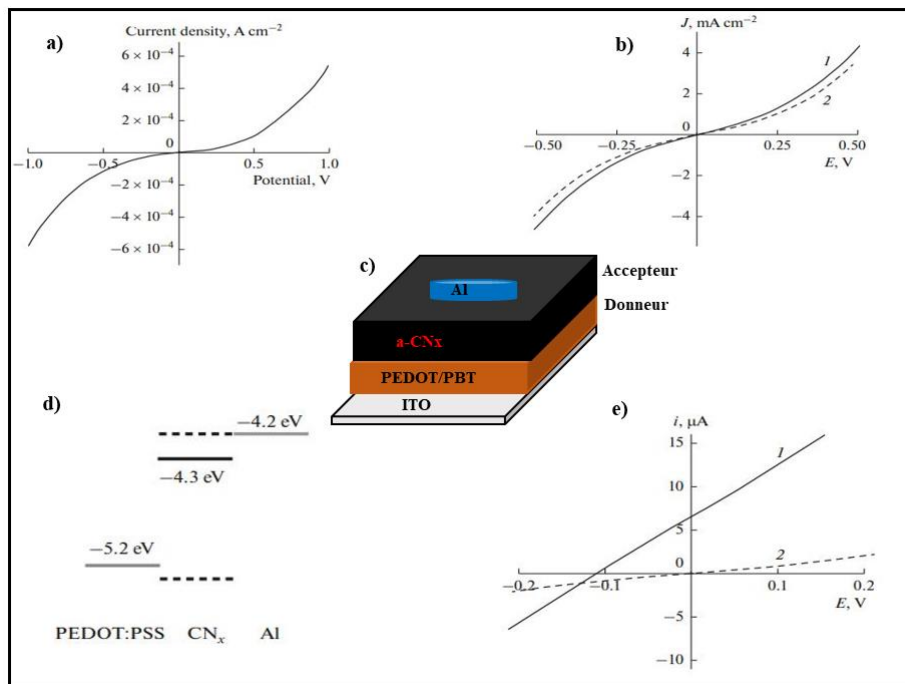 a)
Current density, A cm⁻²
6 × 10⁻⁴
4 × 10⁻⁴
2 × 10⁻⁴
0
−1.0 −0.5 0.5 1.0
Potential, V
−2 × 10⁻⁴
−4 × 10⁻⁴
−6 × 10⁻⁴
b)
J, mA cm⁻²
4
1
2
2
0
−0.50 −0.25 0.25 0.50
E, V
−2
−4
c)
Al
Accepteur
Donneur
a-CNx
PEDOT/PBT
ITO
d)
−4.2 eV
−4.3 eV
−5.2 eV
PEDOT:PSS CNₓ Al
e)
i, μA
15
1
10
5
2
0
−0.2 −0.1 0.1 0.2
E, V
−5
−10